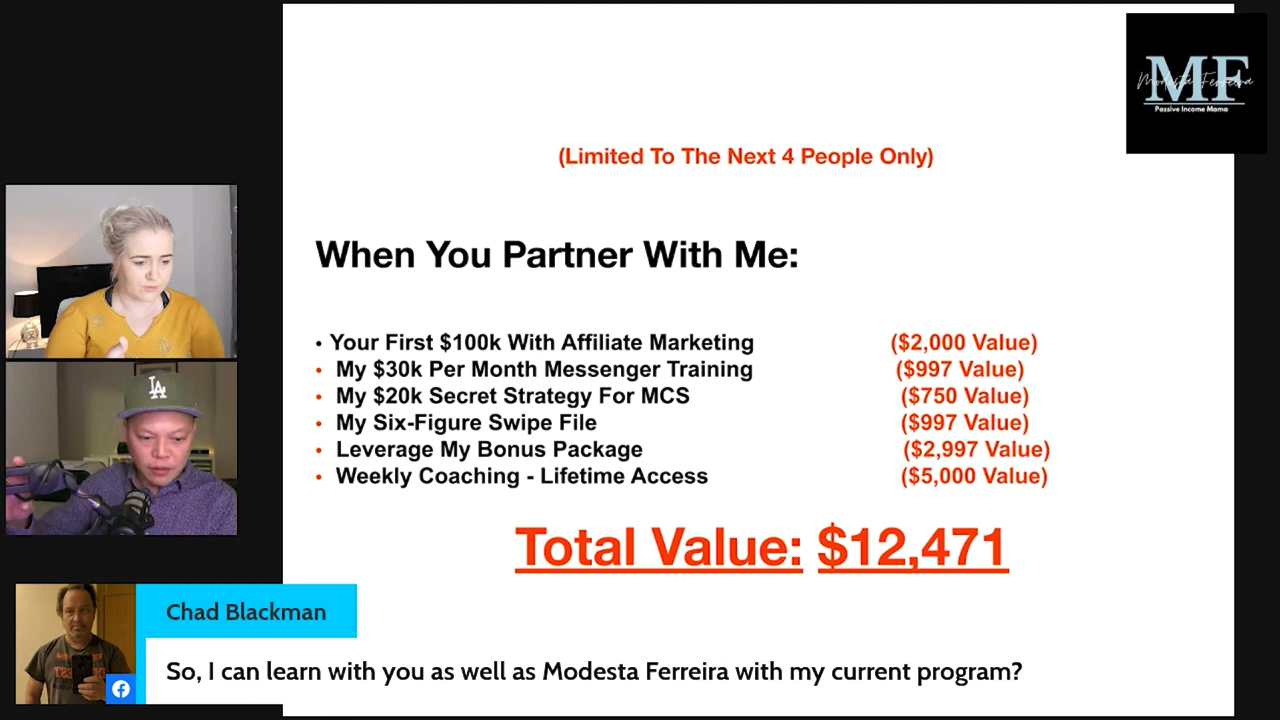 MF
Modesta Ferreira
Passive Income Mama
(Limited To The Next 4 People Only)
When You Partner With Me:
• Your First $100k With Affiliate Marketing ($2,000 Value)
• My $30k Per Month Messenger Training ($997 Value)
• My $20k Secret Strategy For MCS ($750 Value)
• My Six-Figure Swipe File ($997 Value)
• Leverage My Bonus Package ($2,997 Value)
• Weekly Coaching - Lifetime Access ($5,000 Value)
Total Value: $12,471
LA
Chad Blackman
So, I can learn with you as well as Modesta Ferreira with my current program?